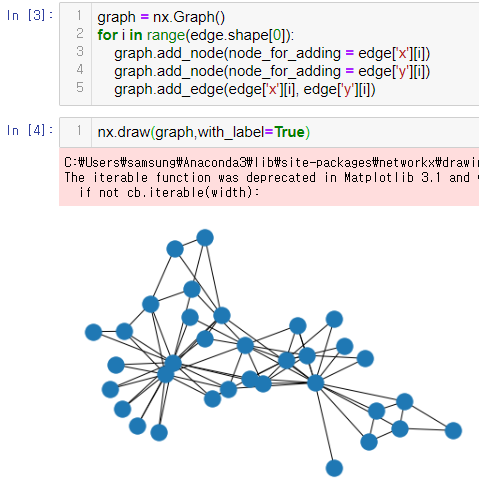 In [3]:
1 graph = nx.Graph()
2 for i in range(edge.shape[0]):
3 graph.add_node(node_for_adding = edge['x'][i])
4 graph.add_node(node_for_adding = edge['y'][i])
5 graph.add_edge(edge['x'][i], edge['y'][i])
In [4]:
1 nx.draw(graph,with_label=True)
C:₩Users₩samsung₩Anaconda3₩lib₩site-packages₩networkx₩drawin
The iterable function was deprecated in Matplotlib 3.1 and
if not cb.iterable(width):